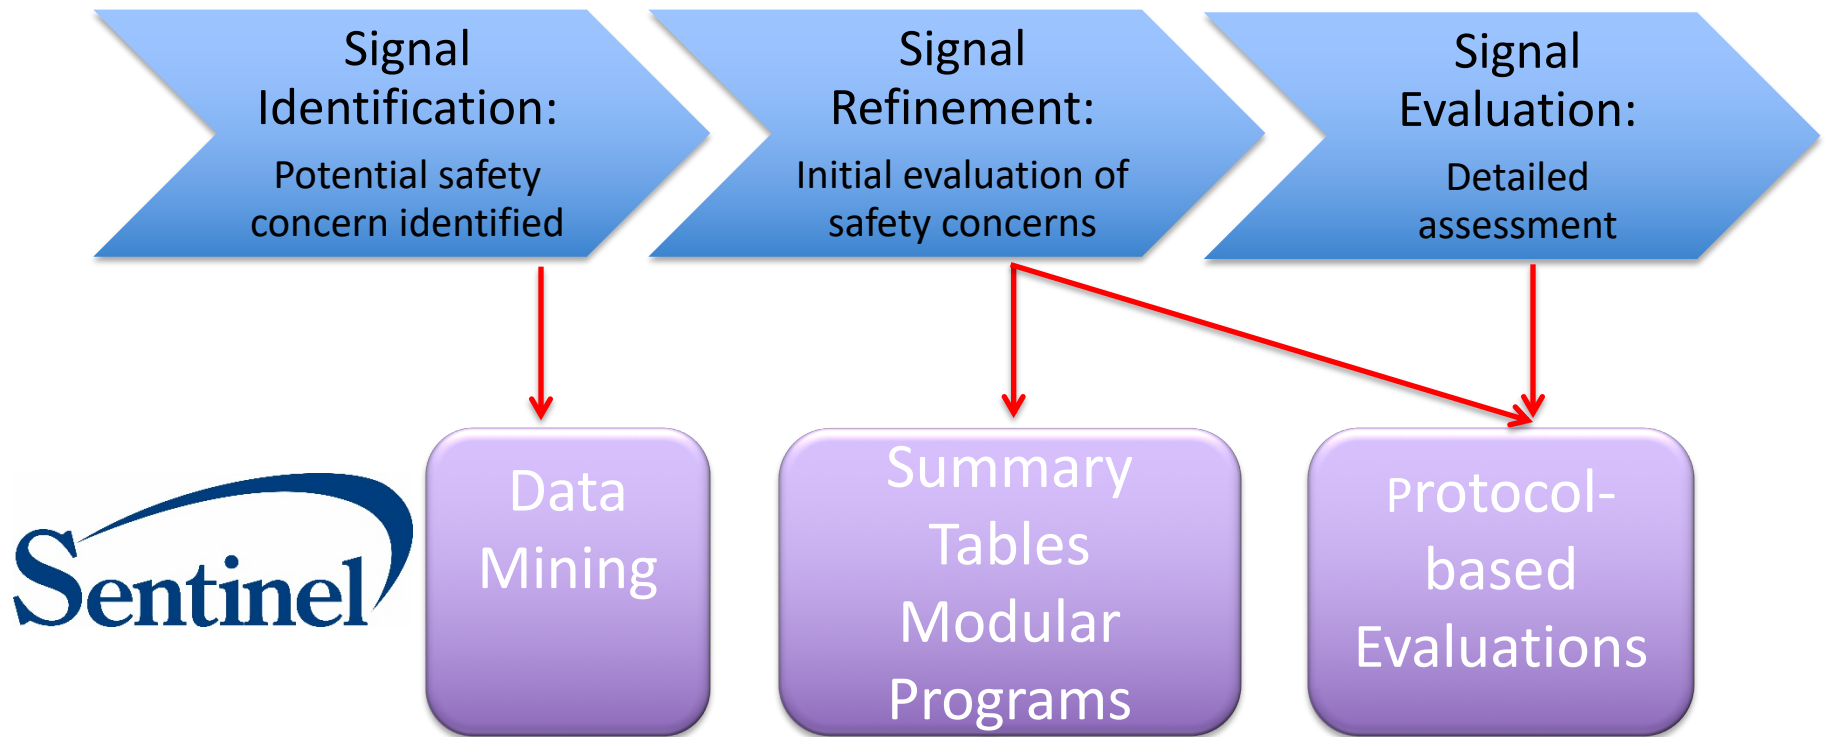 Signal
Identification:
Potential safety
concern identified
Signal
Refinement:
Initial evaluation of
safety concerns
Signal
Evaluation:
Detailed
assessment
Sentinel
Data
Mining
Summary
Tables
Modular
Programs
Protocol-
based
Evaluations